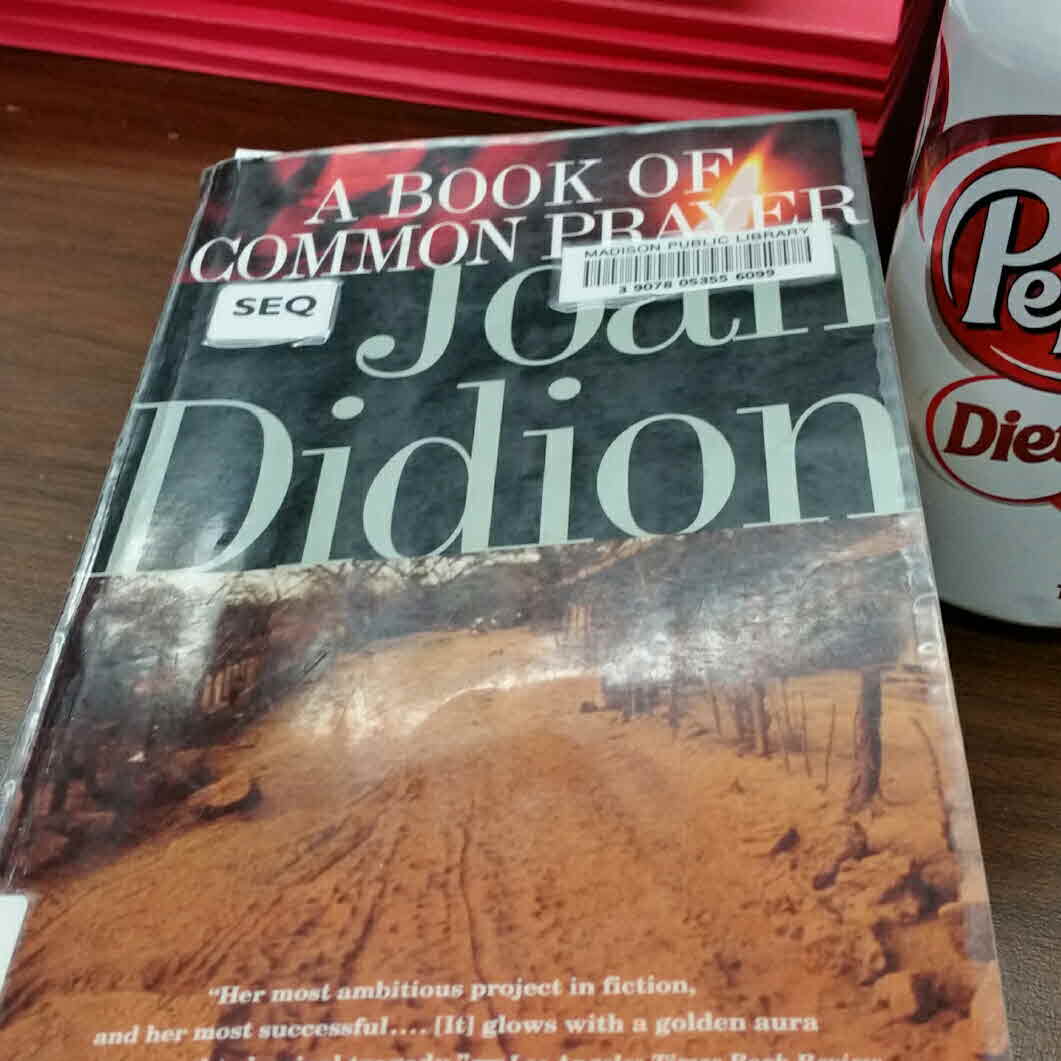 A BOOK OF
COMMON PRAYER
MADISON PUBLIC LIBRARY
3 9078 05355 6099
SEQ
Joan
Didion
"Her most ambitious project in fiction,
and her most successful.... [It] glows with a golden aura
Diet